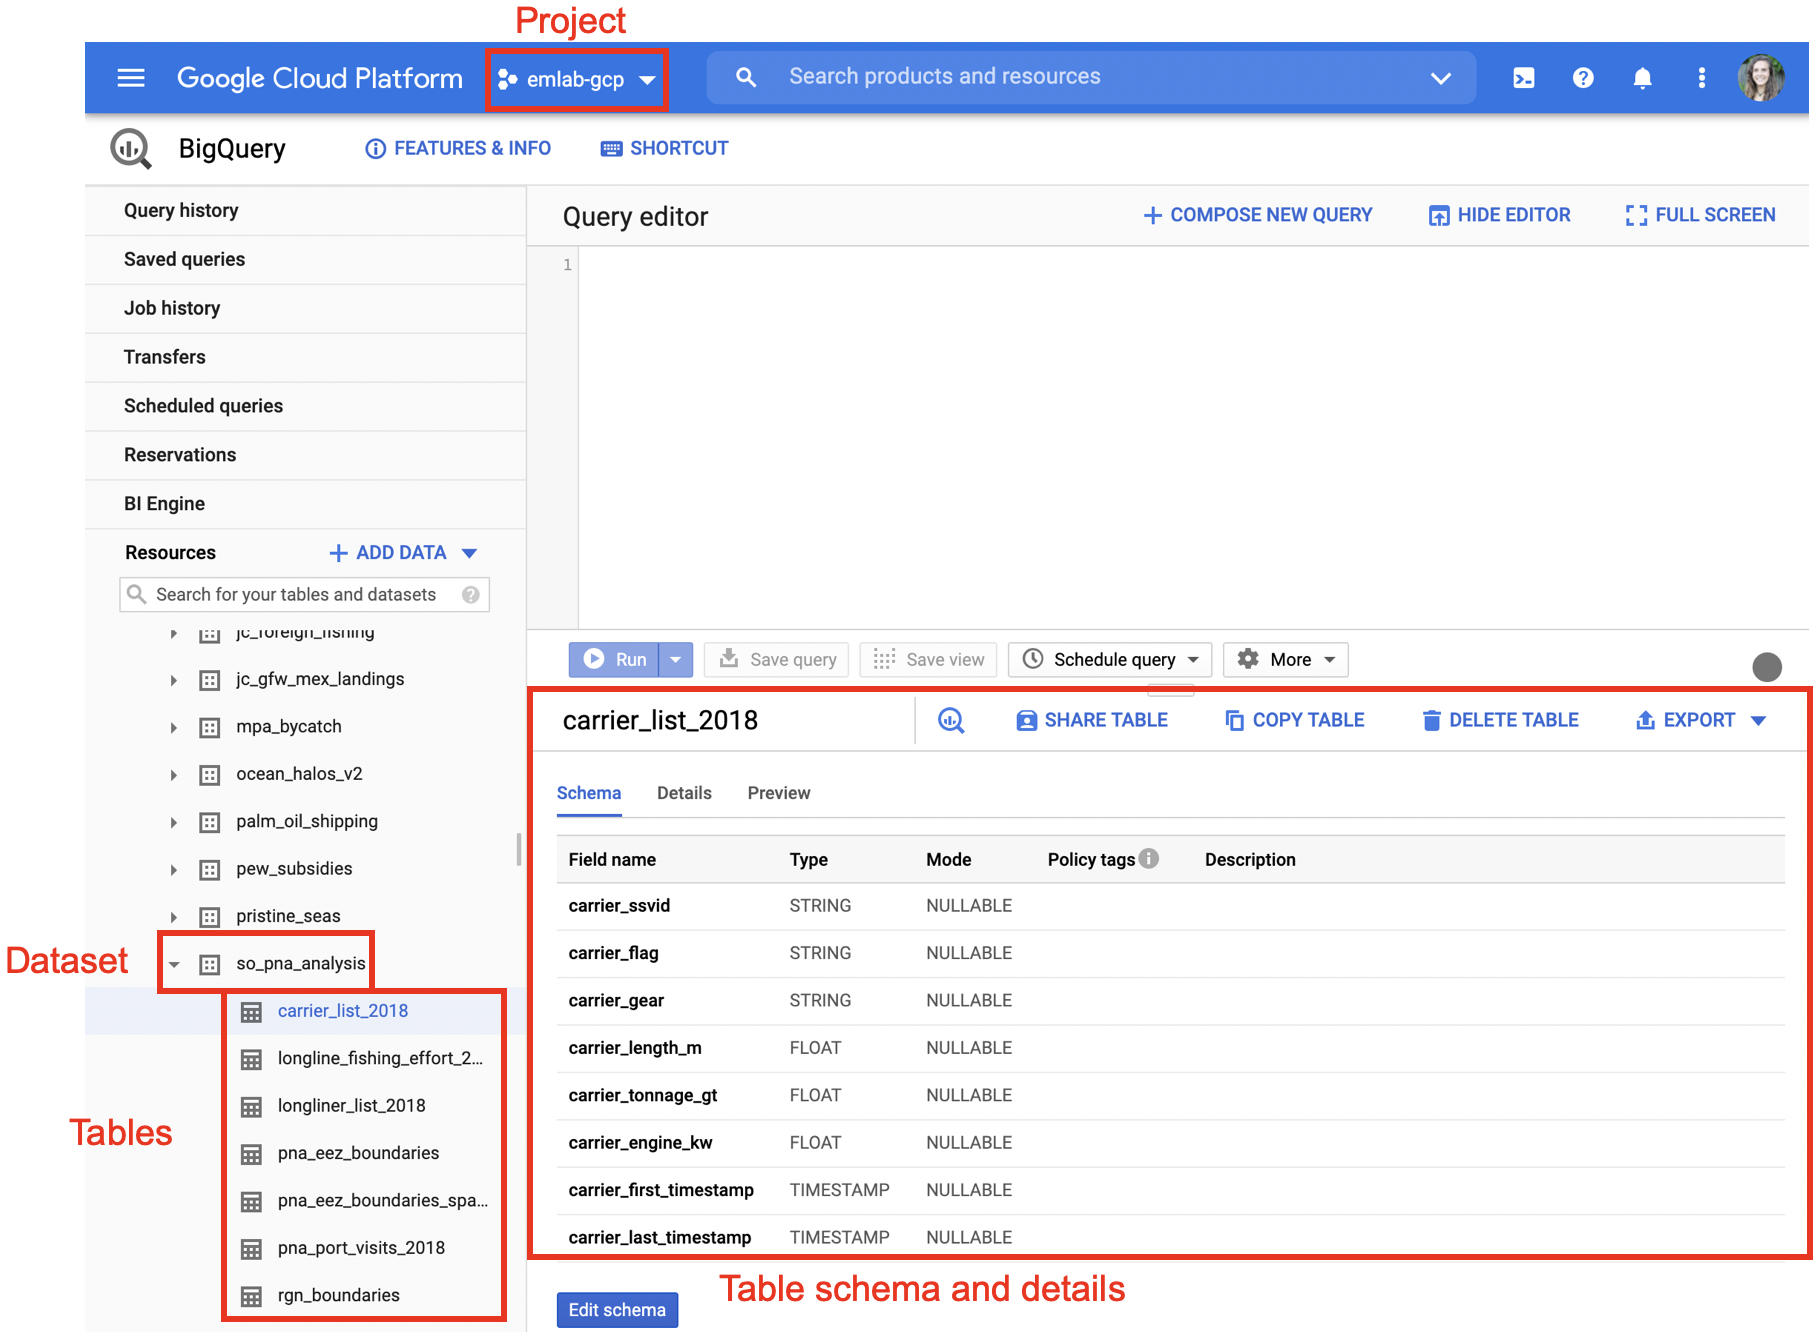 Project
Google Cloud Platform
emlab-gcp
Search products and resources
BigQuery
FEATURES & INFO
SHORTCUT
Query history
Saved queries
Job history
Transfers
Scheduled queries
Reservations
BI Engine
Resources
+ ADD DATA
Search for your tables and datasets
jc_foreign_fishing
jc_gfw_mex_landings
mpa_bycatch
ocean_halos_v2
palm_oil_shipping
pew_subsidies
pristine_seas
Dataset
so_pna_analysis
carrier_list_2018
longline_fishing_effort_2...
longliner_list_2018
Tables
pna_eez_boundaries
pna_eez_boundaries_spa...
pna_port_visits_2018
rgn_boundaries
Query editor
+ COMPOSE NEW QUERY
HIDE EDITOR
FULL SCREEN
1
Run
Save query
Save view
Schedule query
More
carrier_list_2018
SHARE TABLE
COPY TABLE
DELETE TABLE
EXPORT
Schema
Details
Preview
Field name Type Mode Policy tags Description
carrier_ssvid STRING NULLABLE
carrier_flag STRING NULLABLE
carrier_gear STRING NULLABLE
carrier_length_m FLOAT NULLABLE
carrier_tonnage_gt FLOAT NULLABLE
carrier_engine_kw FLOAT NULLABLE
carrier_first_timestamp TIMESTAMP NULLABLE
carrier_last_timestamp TIMESTAMP NULLABLE
Table schema and details
Edit schema